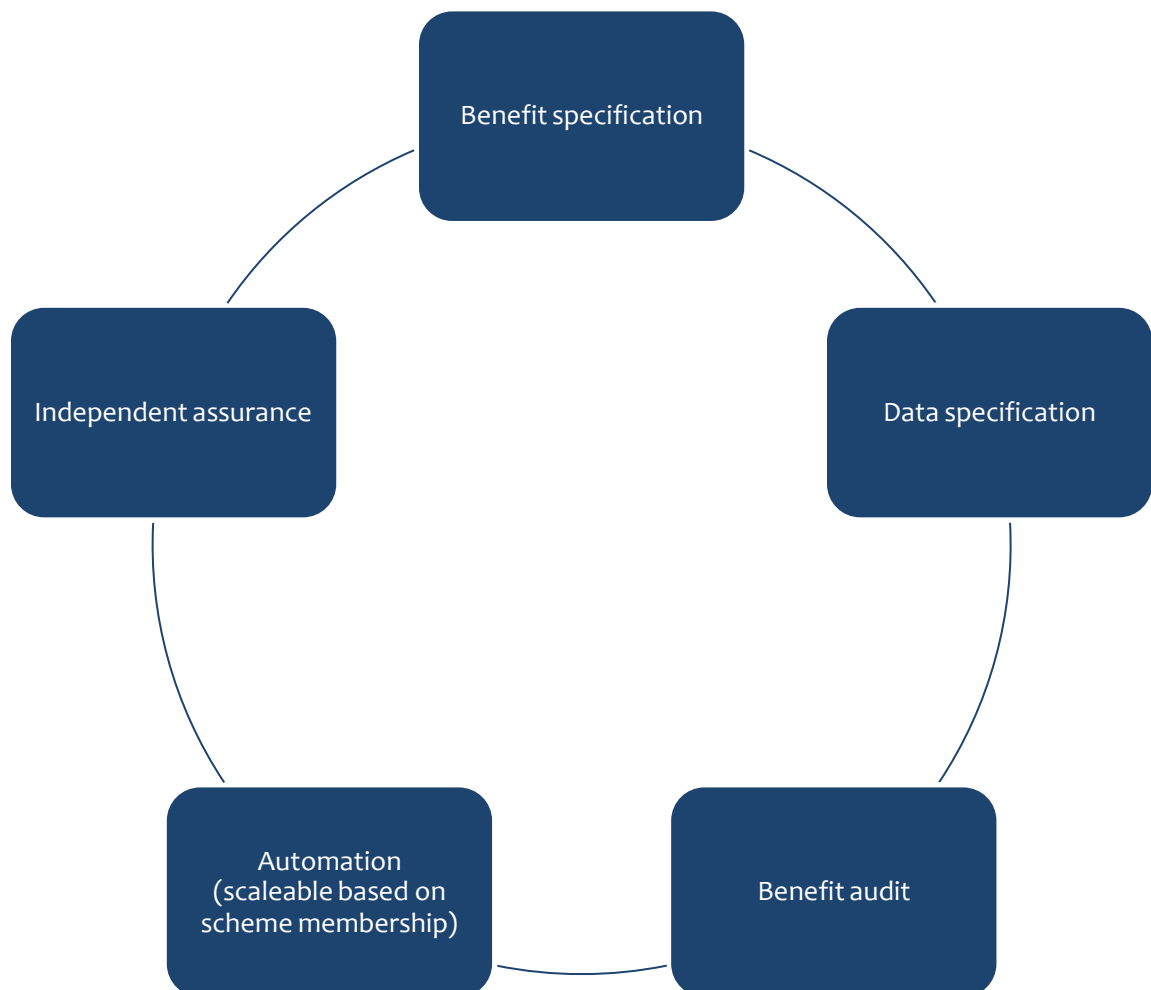 Benefit specification
Data specification
Benefit audit
Automation
(scaleable based on
scheme membership)
Independent assurance